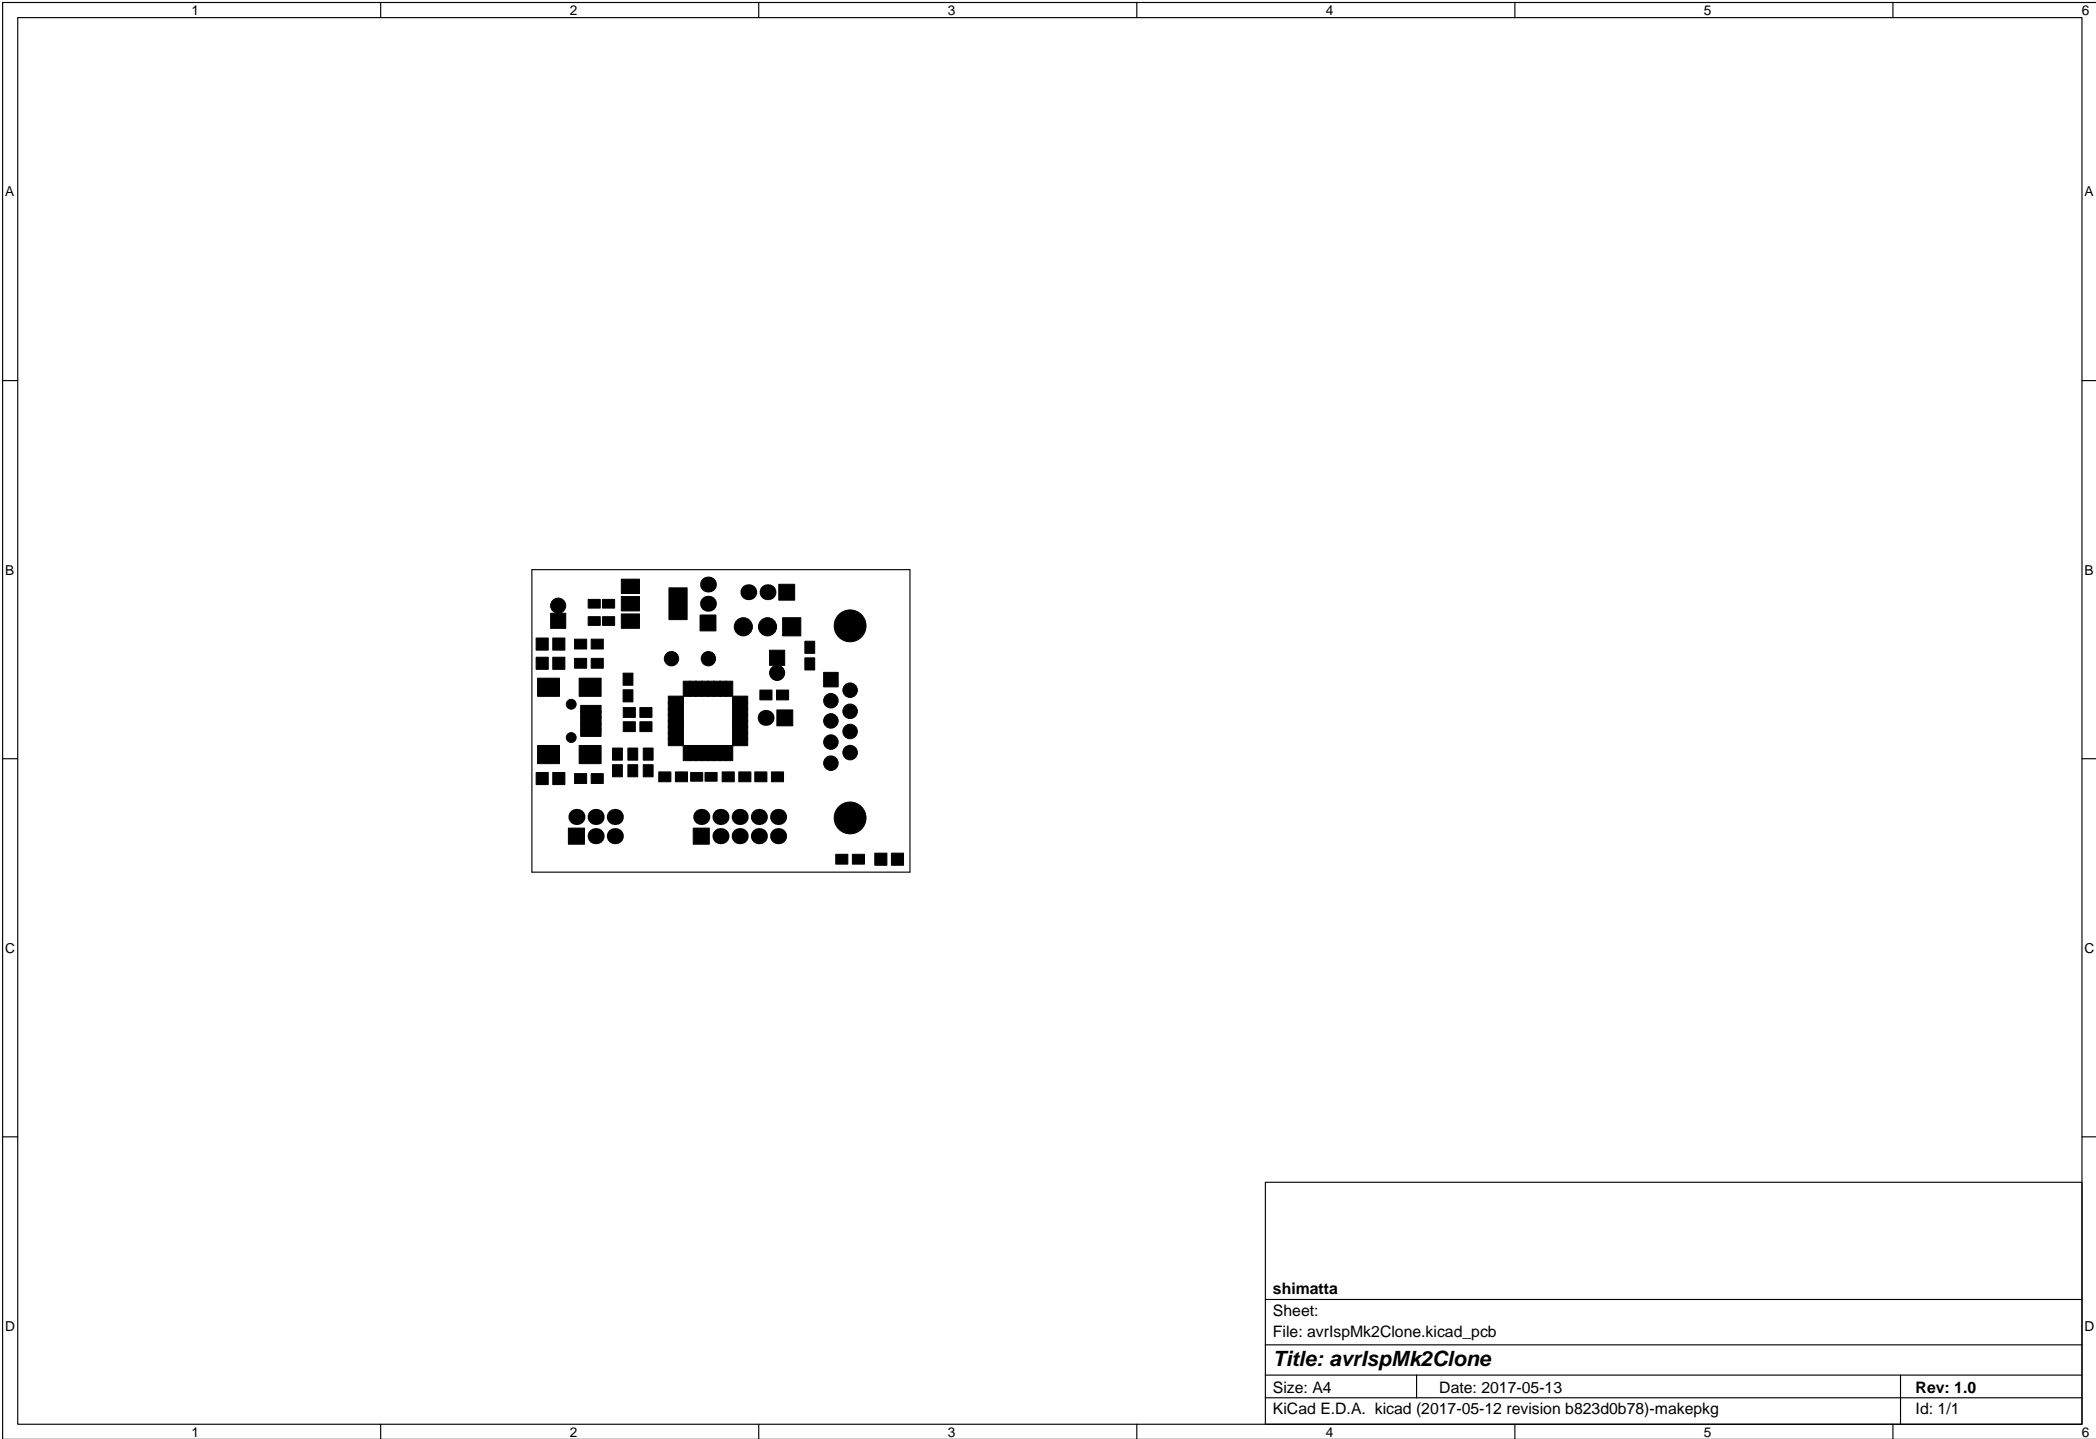 1 2 3 4 5 6
A A
B B
C C
shimatta
Sheet:
D D
File: avrIspMk2Clone.kicad_pcb
Title: avrIspMk2Clone
Size: A4 Date: 2017-05-13 Rev: 1.0
KiCad E.D.A. kicad (2017-05-12 revision b823d0b78)-makepkg Id: 1/1
1 2 3 4 5 6